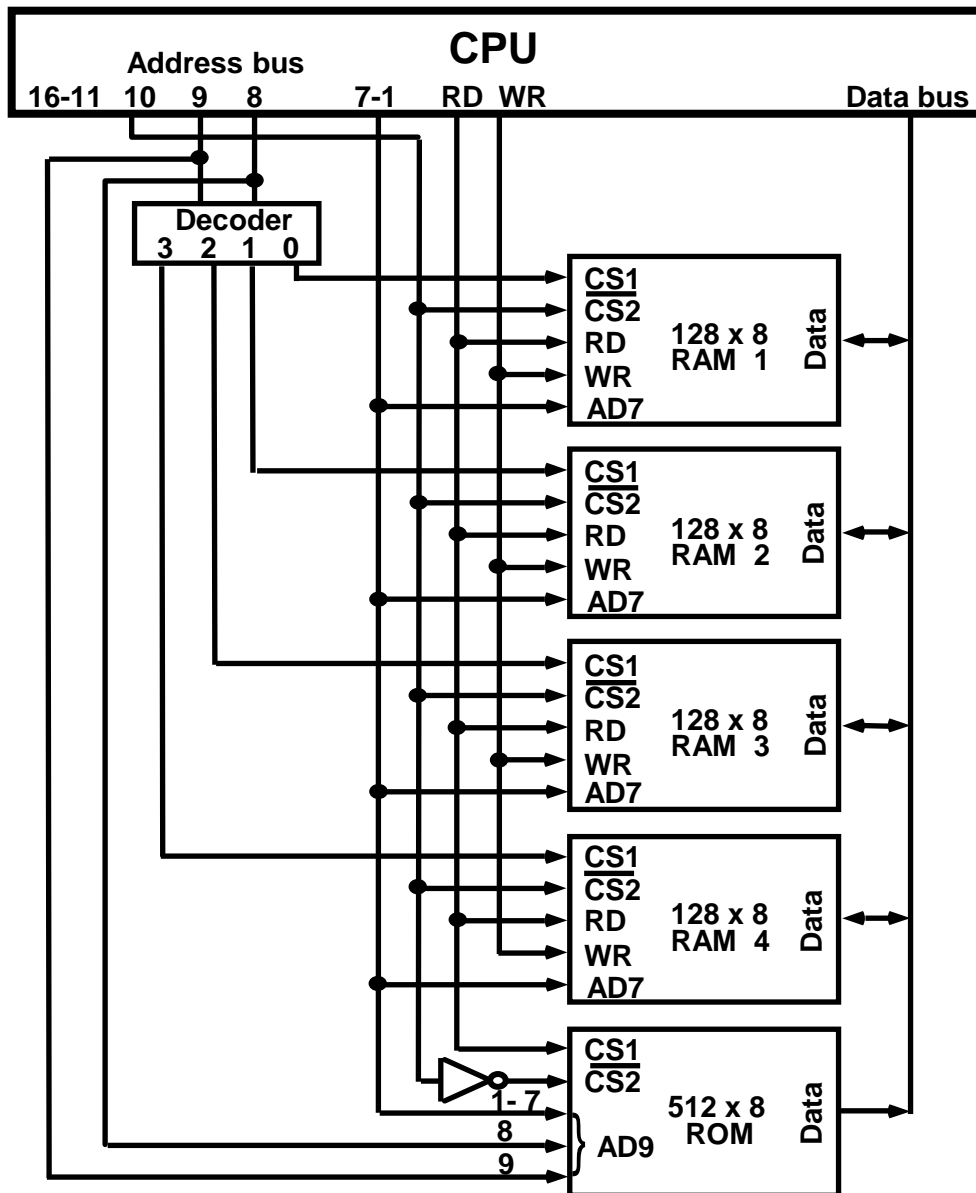 CPU
Address bus
16-11 10 9 8 7-1 RD WR Data bus
Decoder
3 2 1 0
CS1
CS2
RD
WR
AD7
128 x 8
RAM 1
Data
CS1
CS2
RD
WR
AD7
128 x 8
RAM 2
Data
CS1
CS2
RD
WR
AD7
128 x 8
RAM 3
Data
CS1
CS2
RD
WR
AD7
128 x 8
RAM 4
Data
CS1
CS2
1- 7
8
9
AD9
512 x 8
ROM
Data